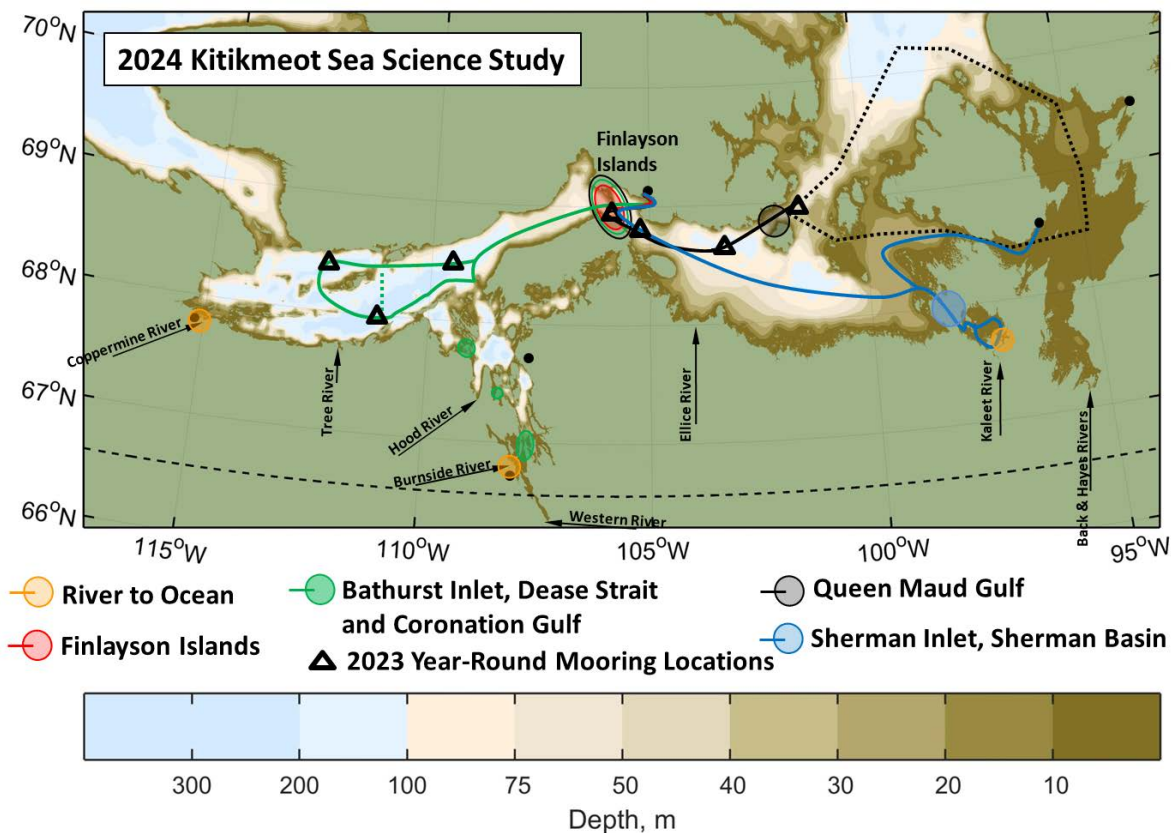 70°N
2024 Kitikmeot Sea Science Study
69°N
Finlayson
Islands
68°N
Coppermine River
67°N
Tree River
Hood River
Ellice River
Kaleet River
Burnside River
Back & Hayes Rivers
66°N
Western River
115°W
110°W
105°W
100°W
95°W
River to Ocean
Bathurst Inlet, Dease Strait
and Coronation Gulf
Queen Maud Gulf
Finlayson Islands
2023 Year-Round Mooring Locations
Sherman Inlet, Sherman Basin
300 200 100 75 50 40 30 20 10
Depth, m